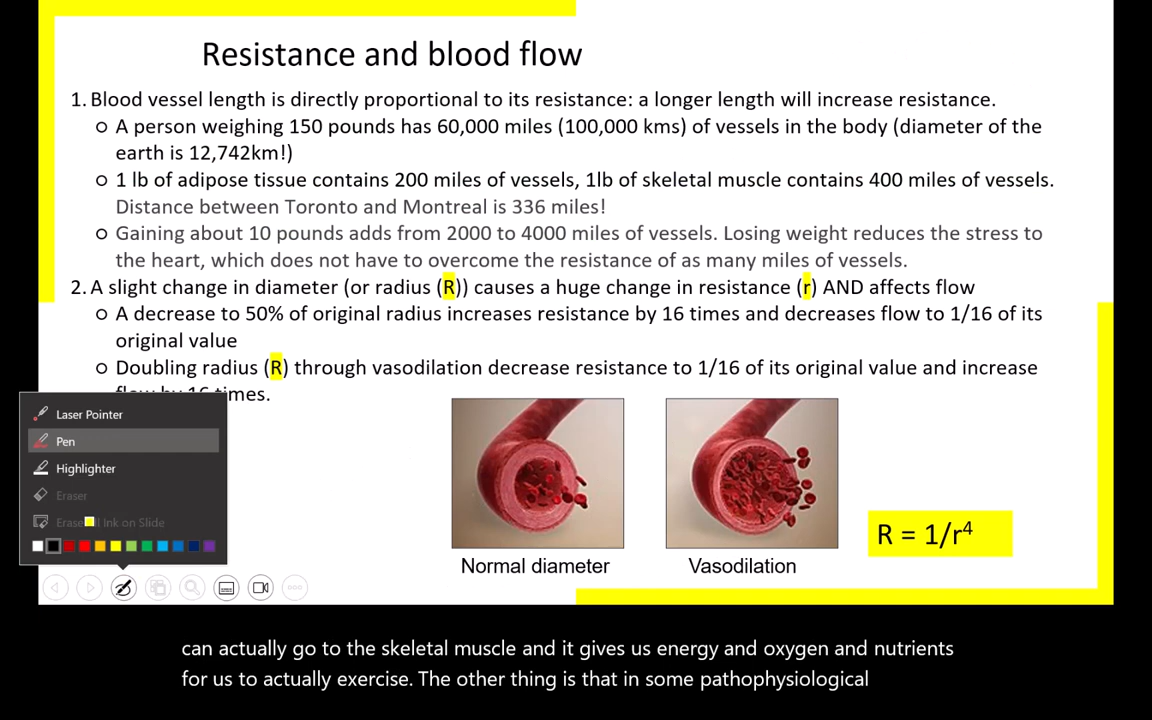 Resistance and blood flow
1. Blood vessel length is directly proportional to its resistance: a longer length will increase resistance.
o A person weighing 150 pounds has 60,000 miles (100,000 kms) of vessels in the body (diameter of the
earth is 12,742km!)
o 1 lb of adipose tissue contains 200 miles of vessels, 1lb of skeletal muscle contains 400 miles of vessels.
Distance between Toronto and Montreal is 336 miles!
o Gaining about 10 pounds adds from 2000 to 4000 miles of vessels. Losing weight reduces the stress to
the heart, which does not have to overcome the resistance of as many miles of vessels.
2. A slight change in diameter (or radius (R)) causes a huge change in resistance (r) AND affects flow
o A decrease to 50% of original radius increases resistance by 16 times and decreases flow to 1/16 of its
original value
o Doubling radius (R) through vasodilation decrease resistance to 1/16 of its original value and increase
times.
Laser Pointer
Pen
Highlighter
Eraser
Erase Ink on Slide
R = 1/r⁴
Normal diameter
Vasodilation
can actually go to the skeletal muscle and it gives us energy and oxygen and nutrients
for us to actually exercise. The other thing is that in some pathophysiological